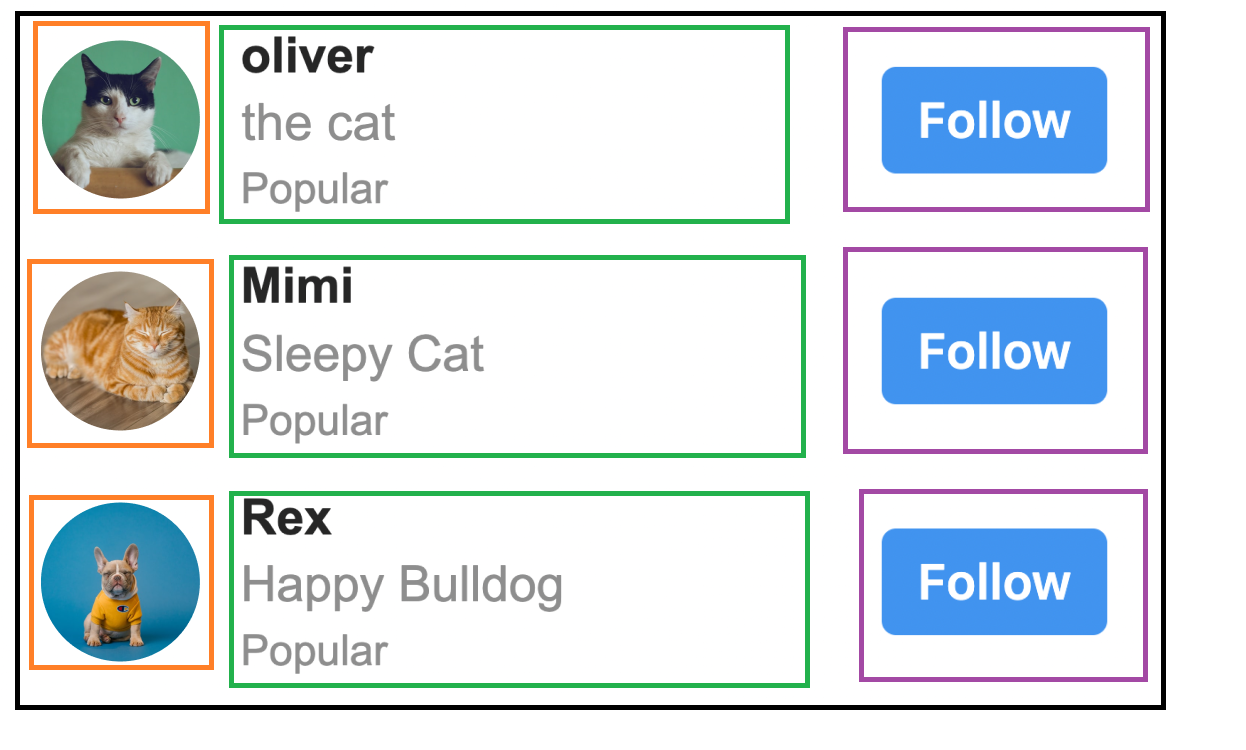 oliver
the cat
Popular
Follow
Mimi
Sleepy Cat
Popular
Follow
Rex
Happy Bulldog
Popular
Follow